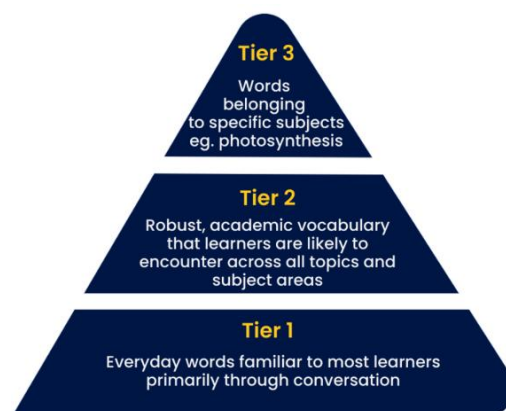 Tier 3
Words
belonging
to specific subjects
eg. photosynthesis
Tier 2
Robust, academic vocabulary
that learners are likely to
encounter across all topics and
subject areas
Tier 1
Everyday words familiar to most learners
primarily through conversation